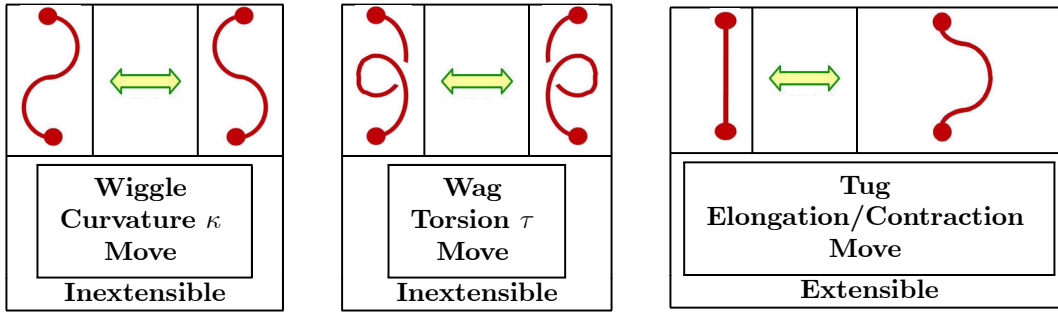 Wiggle
Curvature κ
Move
Inextensible
Wag
Torsion τ
Move
Inextensible
Tug
Elongation/Contraction
Move
Extensible